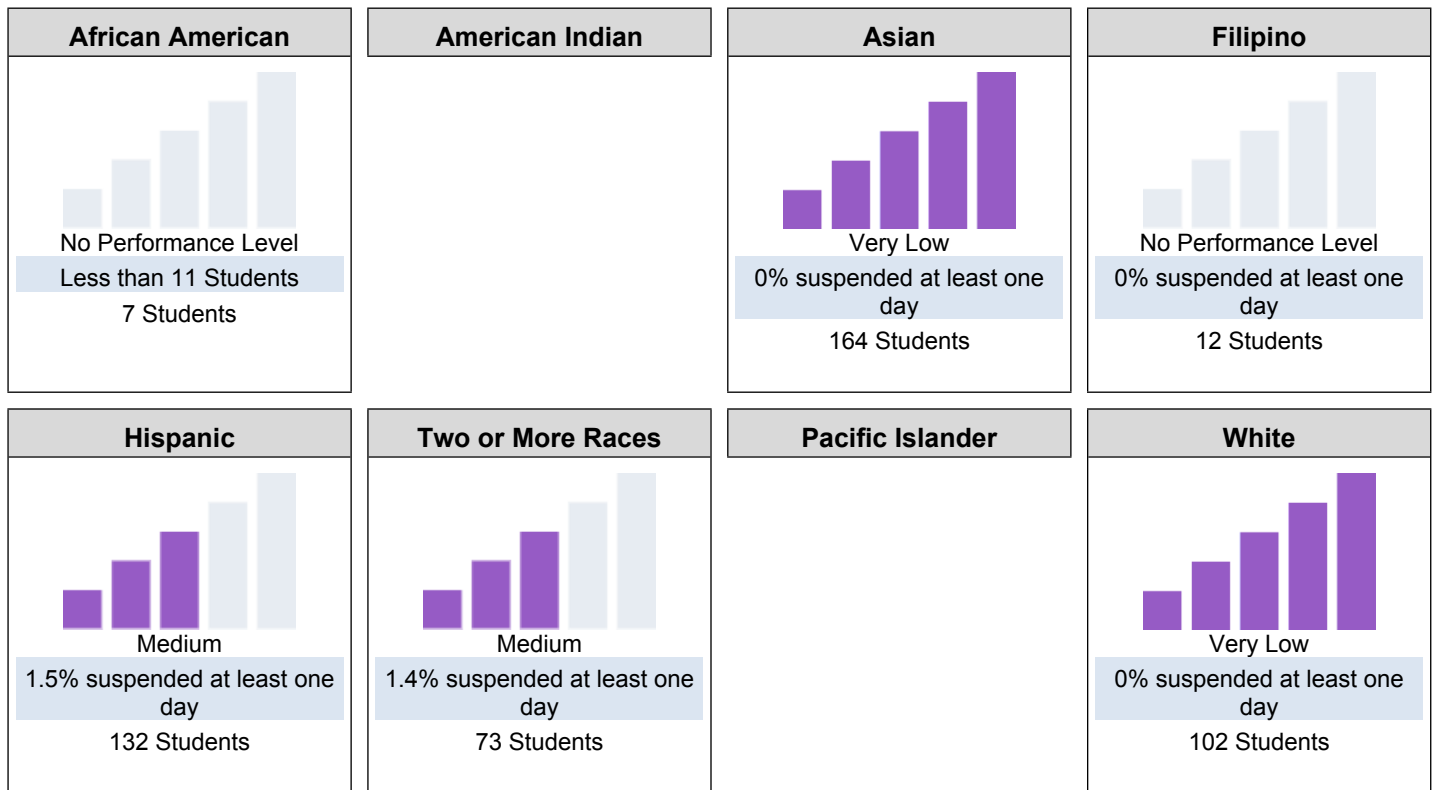 African American
American Indian
Asian
Filipino
No Performance Level
Less than 11 Students
7 Students
Very Low
0% suspended at least one
day
164 Students
No Performance Level
0% suspended at least one
day
12 Students
Hispanic
Two or More Races
Pacific Islander
White
Medium
1.5% suspended at least one
day
132 Students
Medium
1.4% suspended at least one
day
73 Students
Very Low
0% suspended at least one
day
102 Students